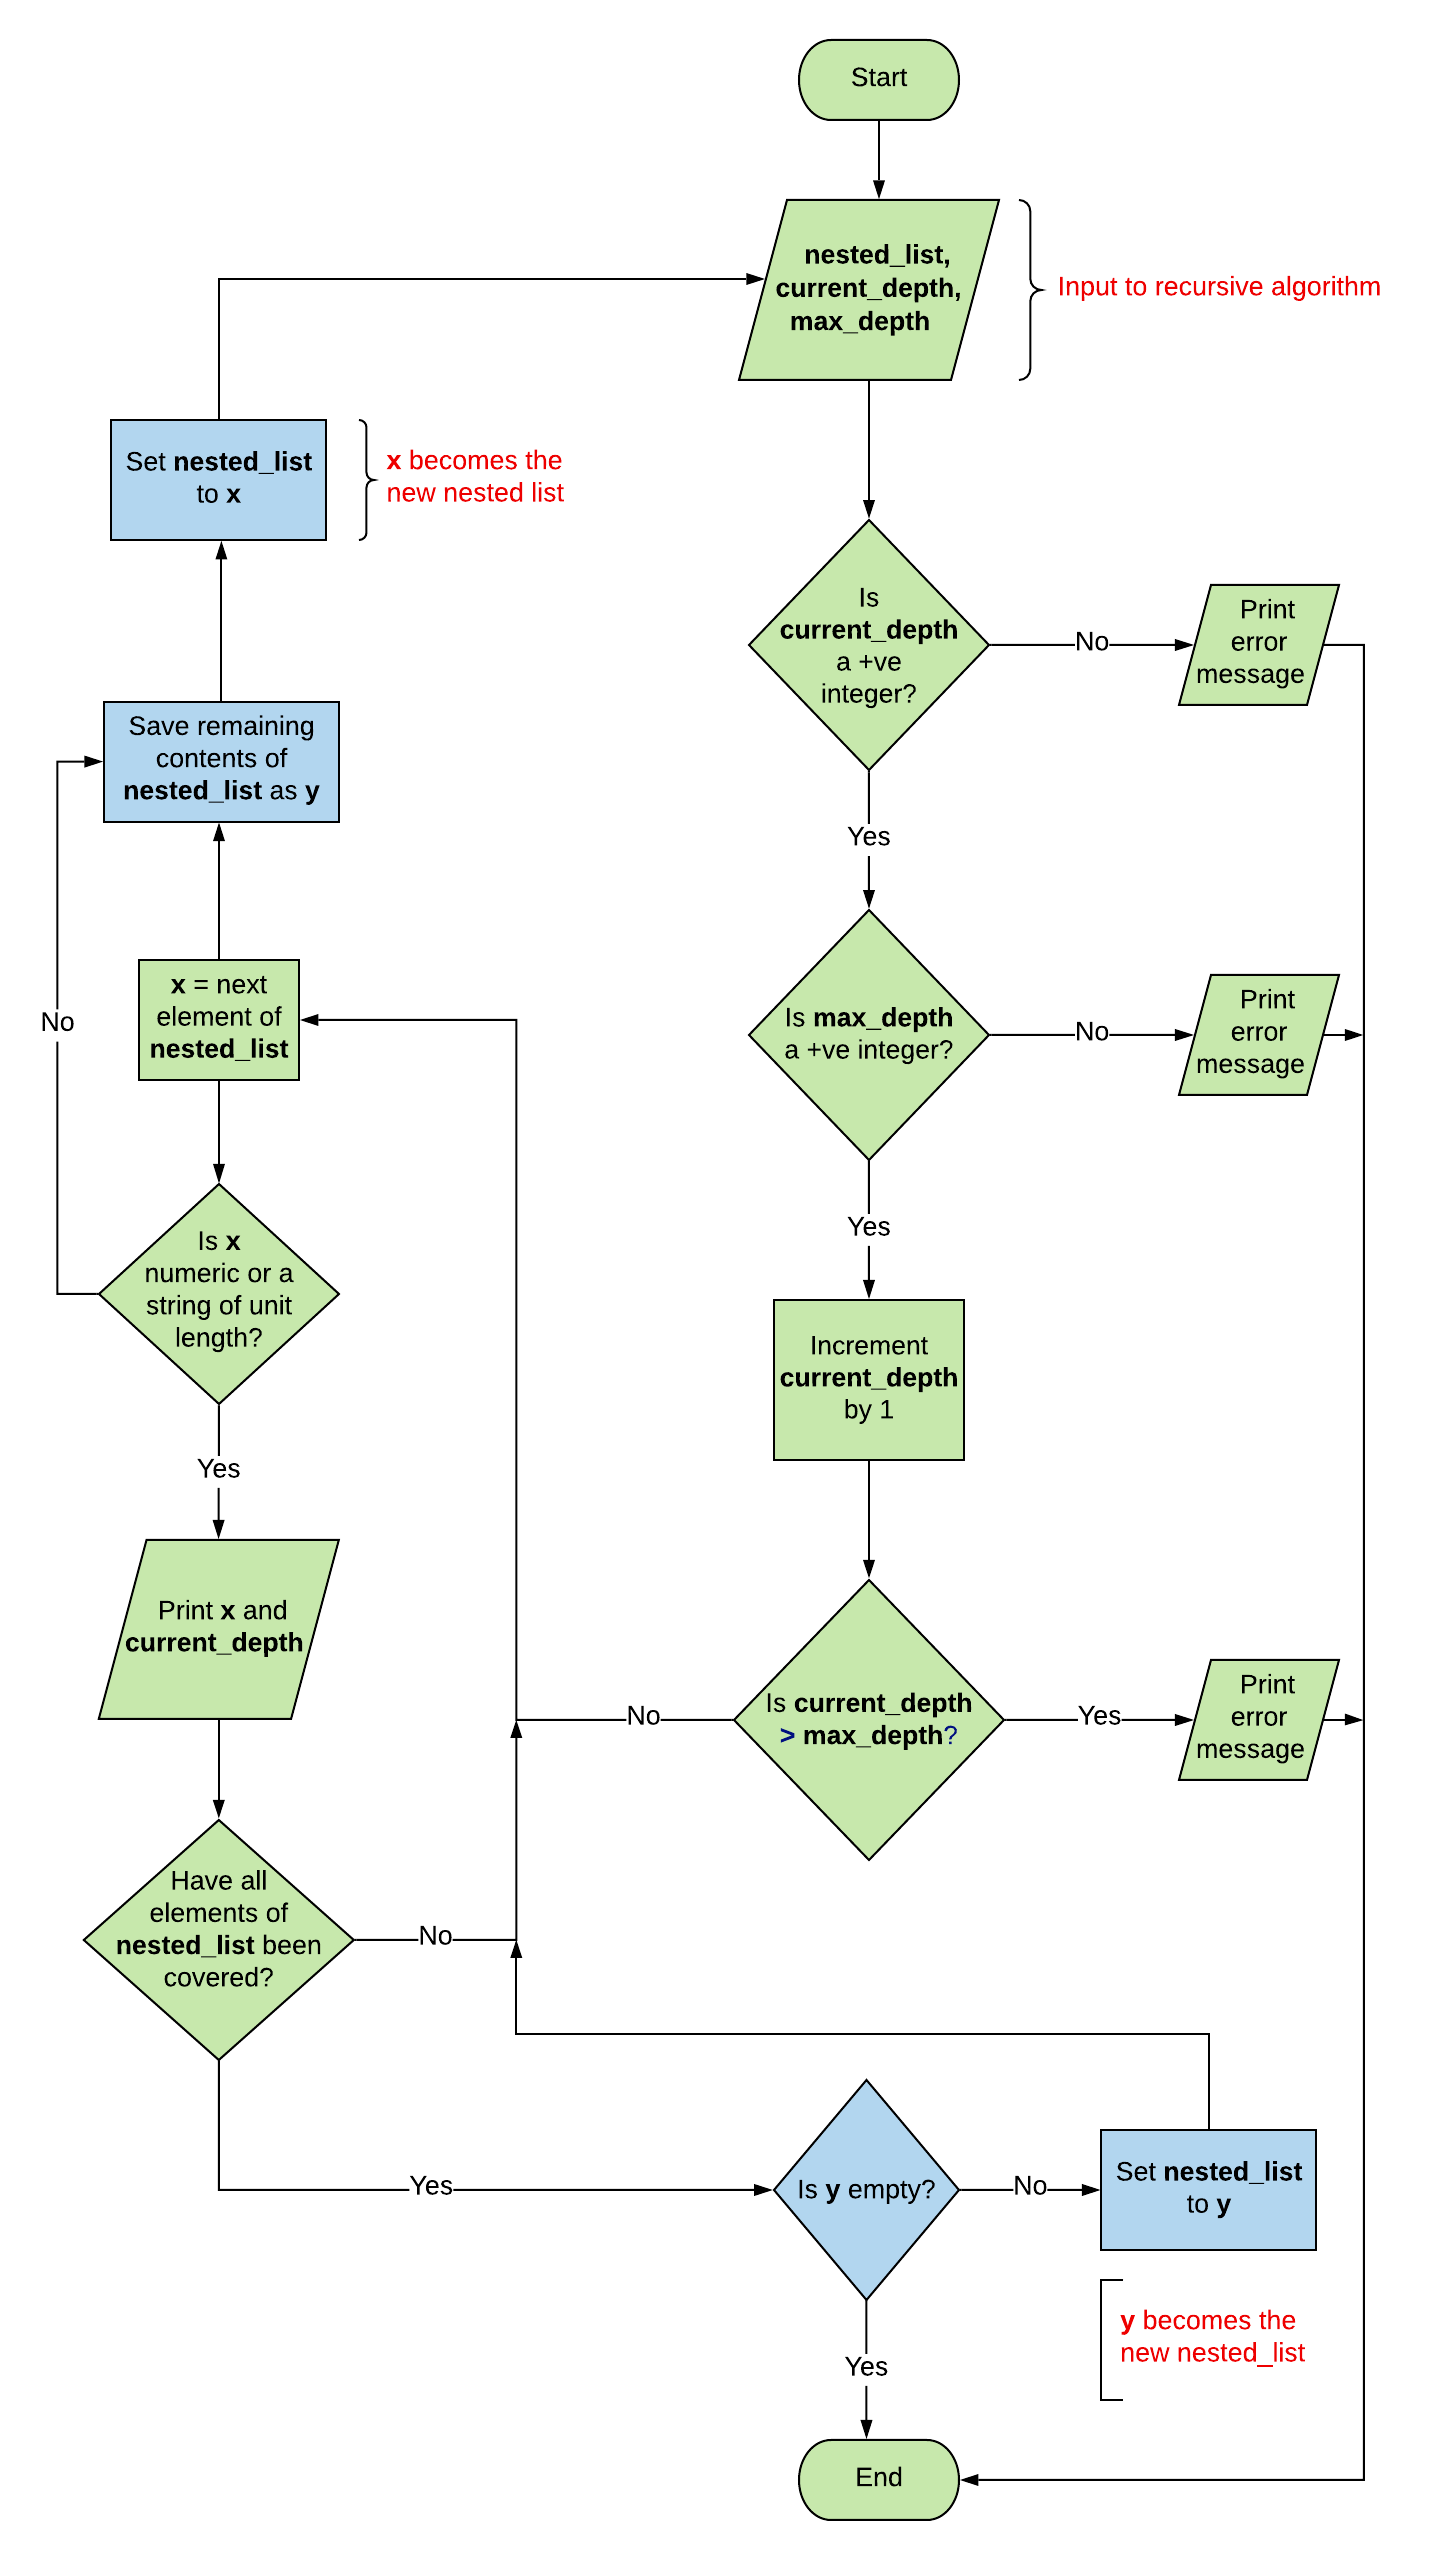 Start
nested_list,
current_depth,
max_depth
Input to recursive algorithm
Set nested_list
to x
x becomes the
new nested list
Is
current_depth
a +ve
integer?
No
Print
error
message
Save remaining
contents of
nested_list as y
Yes
x = next
element of
nested_list
No
Is max_depth
a +ve integer?
No
Print
error
message
Yes
Is x
numeric or a
string of unit
length?
Increment
current_depth
by 1
Yes
Print x and
current_depth
Is current_depth
> max_depth?
No
Yes
Print
error
message
Have all
elements of
nested_list been
covered?
No
Yes
Is y empty?
No
Set nested_list
to y
y becomes the
new nested_list
Yes
End